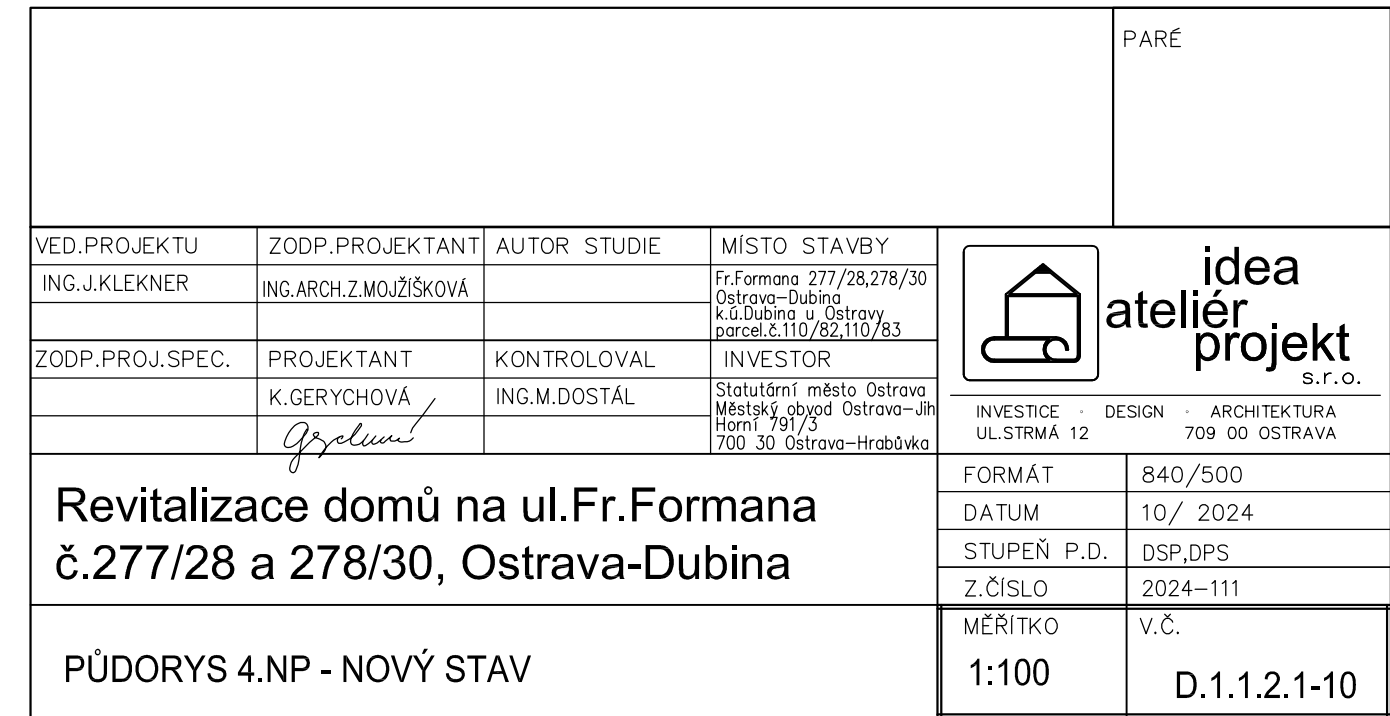 PARÉ
VED.PROJEKTU
ZODP.PROJEKTANT
AUTOR STUDIE
MÍSTO STAVBY
ING.J.KLEKNER
ING.ARCH.Z.MOJŽÍŠKOVÁ
Fr.Formana 277/28,278/30
Ostrava-Dubina
k.ú.Dubina u Ostravy
parcel.č.110/82,110/83
ZODP.PROJ.SPEC.
PROJEKTANT
KONTROLOVAL
INVESTOR
K.GERYCHOVÁ
ING.M.DOSTÁL
Statutární město Ostrava
Městský obvod Ostrava-Jih
Horní 791/3
700 30 Ostrava-Hrabůvka
idea
ateliér
projekt
s.r.o.
INVESTICE ◦ DESIGN ◦ ARCHITEKTURA
UL.STRMÁ 12 709 00 OSTRAVA
Revitalizace domů na ul.Fr.Formana
č.277/28 a 278/30, Ostrava-Dubina
FORMÁT 840/500
DATUM 10/ 2024
STUPEŇ P.D. DSP,DPS
Z.ČÍSLO 2024-111
PŮDORYS 4.NP - NOVÝ STAV
MĚŘÍTKO
1:100
V.Č.
D.1.1.2.1-10